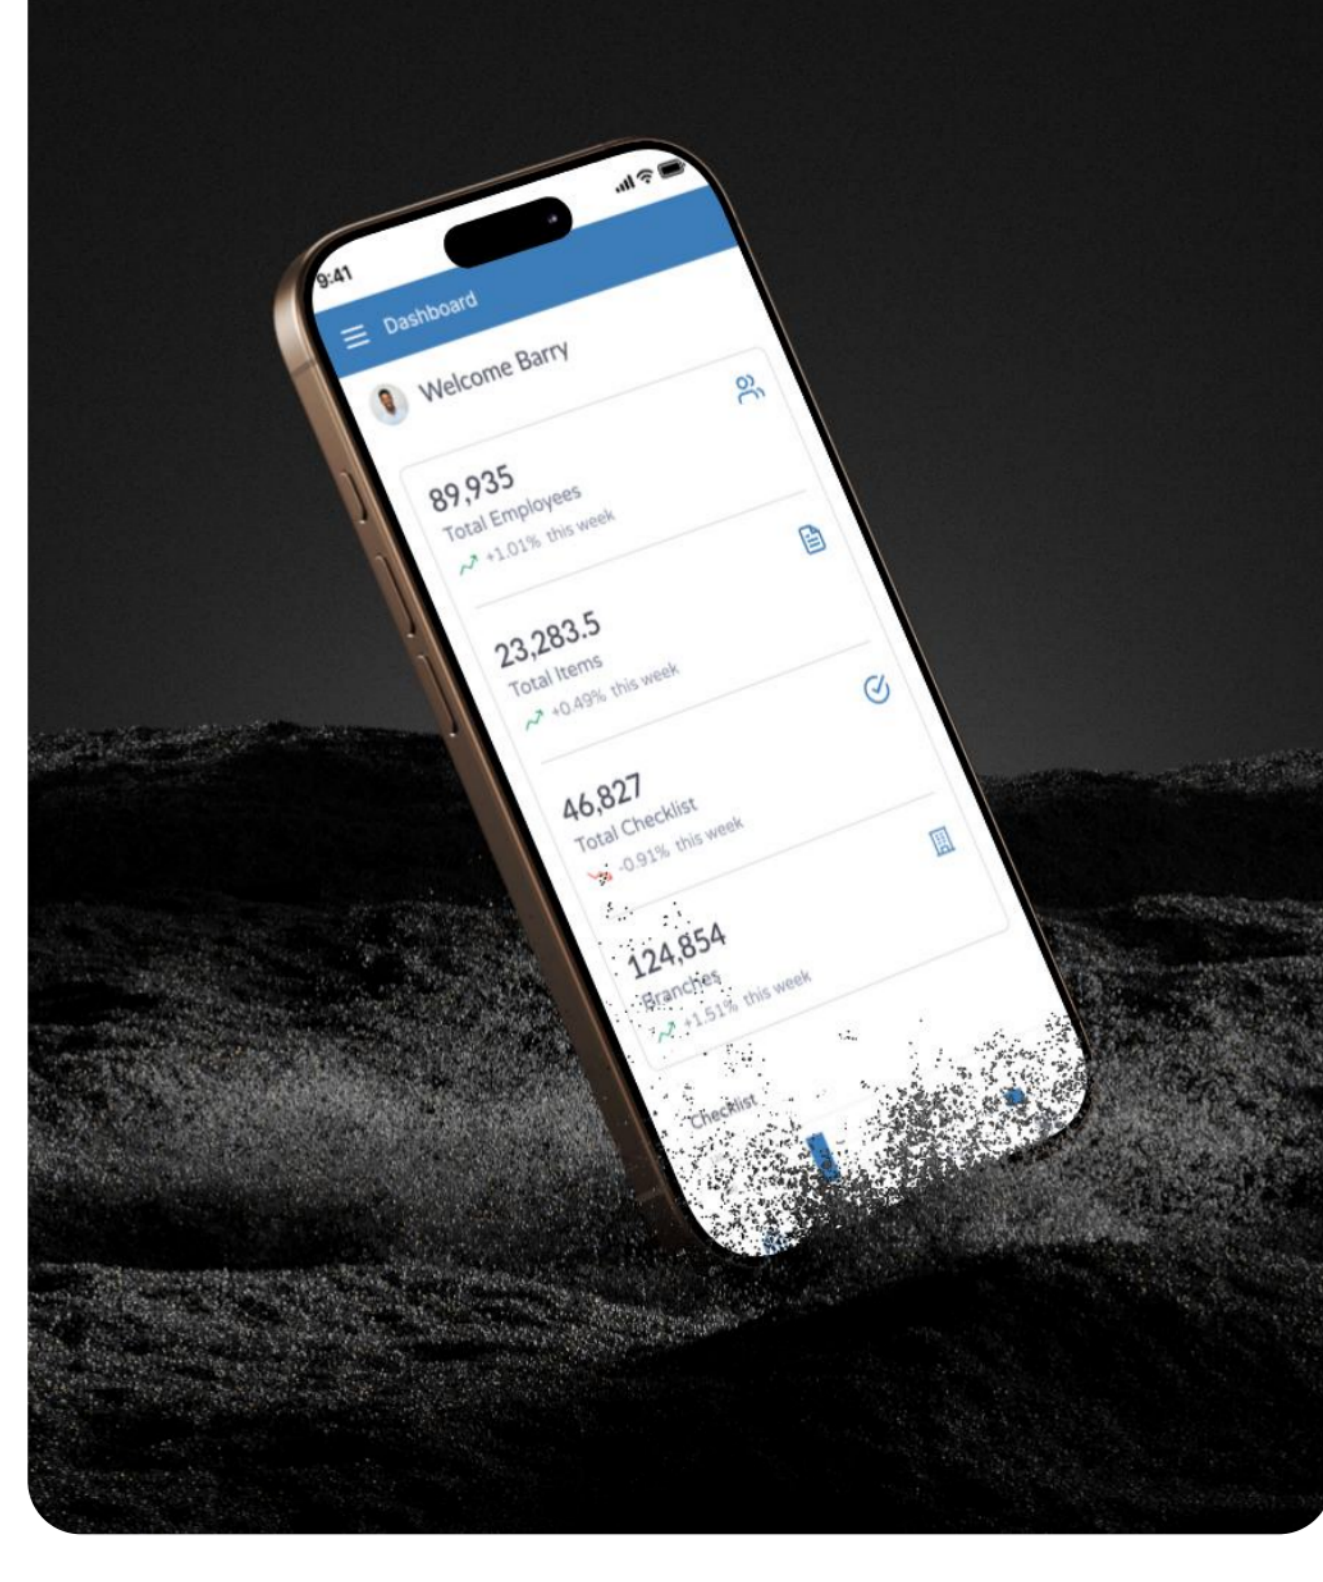 9:41
Dashboard
Welcome Barry
89,935
Total Employees
+1.01% this week
23,283.5
Total Items
+0.49% this week
46,827
Total Checklist
-0.91% this week
124,854
Branches
+1.51% this week
Checklist